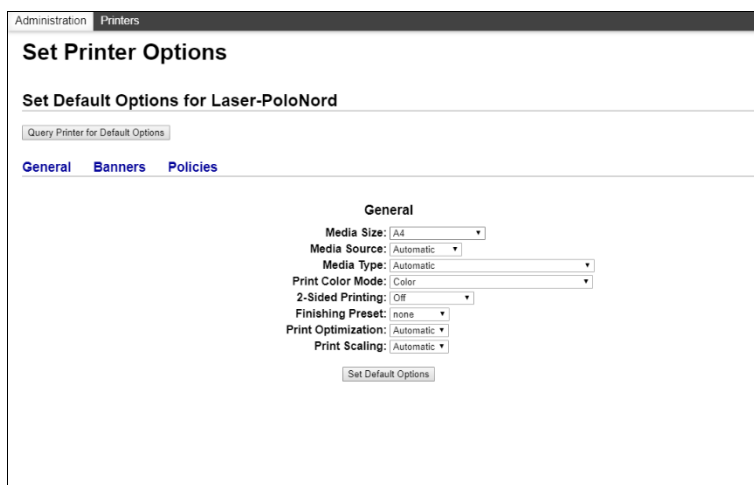 Administration Printers
Set Printer Options
Set Default Options for Laser-PoloNord
Query Printer for Default Options
General Banners Policies
General
Media Size: A4
Media Source: Automatic
Media Type: Automatic
Print Color Mode: Color
2-Sided Printing: Off
Finishing Preset: none
Print Optimization: Automatic
Print Scaling: Automatic
Set Default Options